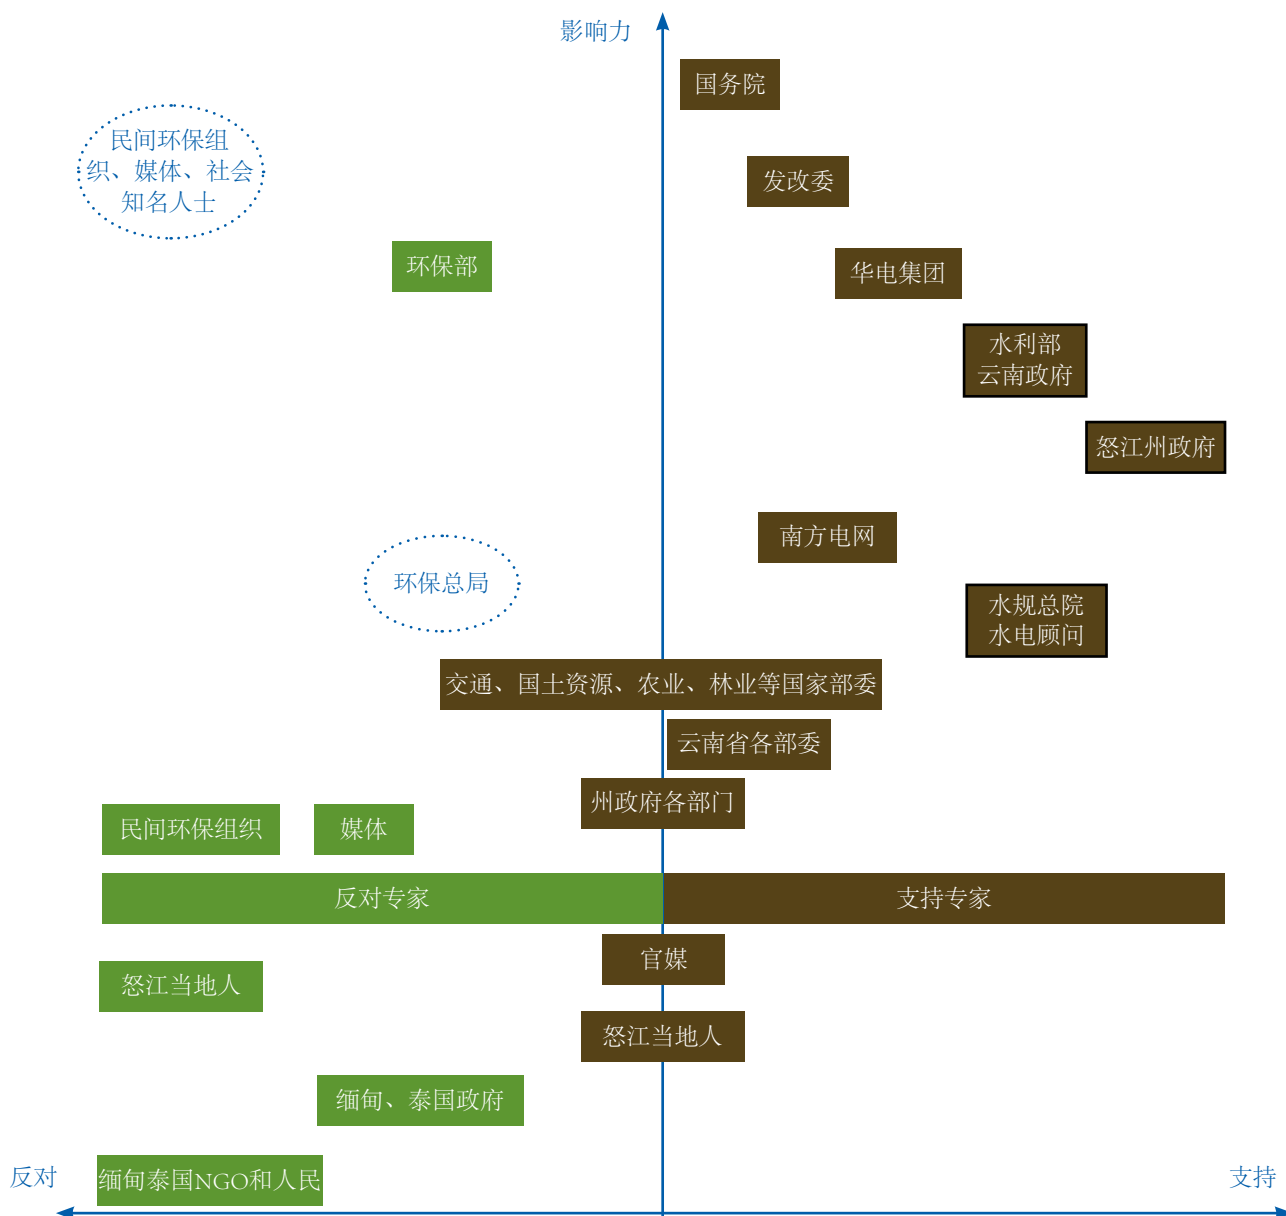 影响力
国务院
民间环保组
织、媒体、社会
知名人士
发改委
环保部
华电集团
水利部
云南政府
怒江州政府
南方电网
环保总局
水规总院
水电顾问
交通、国土资源、农业、林业等国家部委
云南省各部委
州政府各部门
民间环保组织
媒体
反对专家
支持专家
官媒
怒江当地人
怒江当地人
缅甸、泰国政府
反对
缅甸泰国NGO和人民
支持